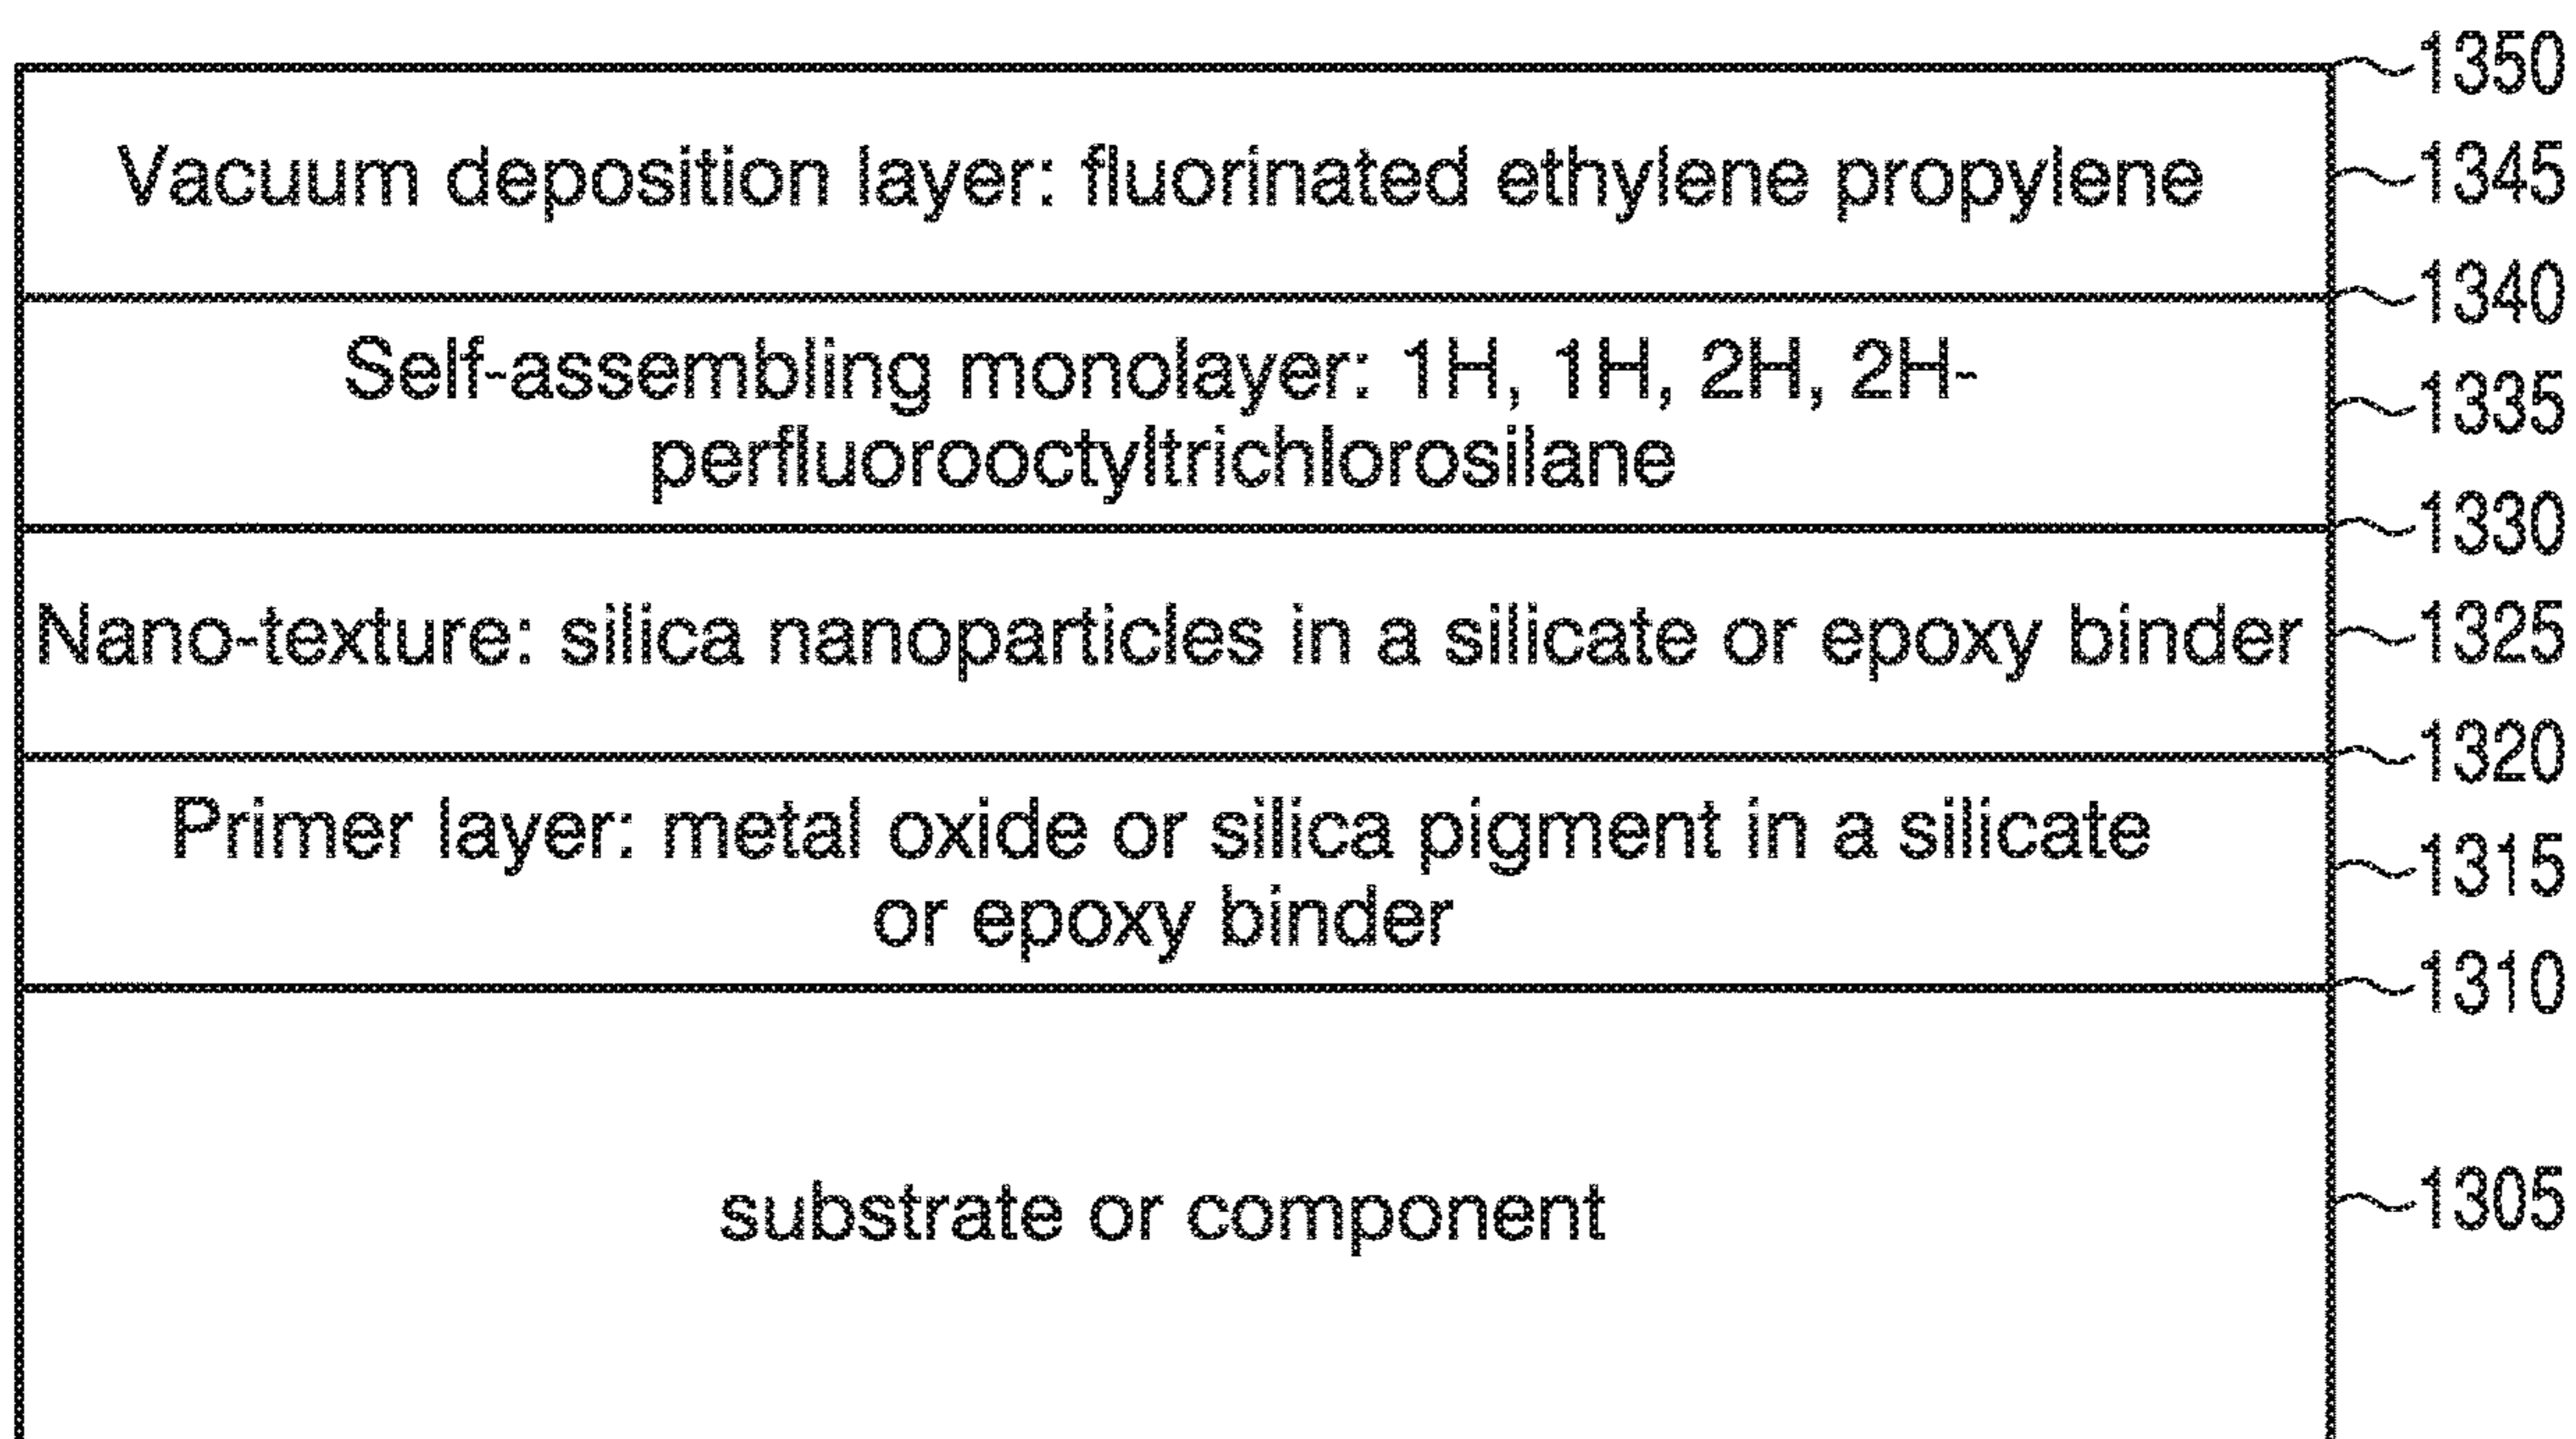 1350
Vacuum deposition layer: fluorinated ethylene propylene
1345
1340
Self-assembling monolayer: 1H, 1H, 2H, 2H-
1335
perfluorooctyltrichlorosilane
1330
Nano-texture: silica nanoparticles in a silicate or epoxy binder
1325
1320
Primer layer: metal oxide or silica pigment in a silicate
1315
or epoxy binder
1310
substrate or component
1305